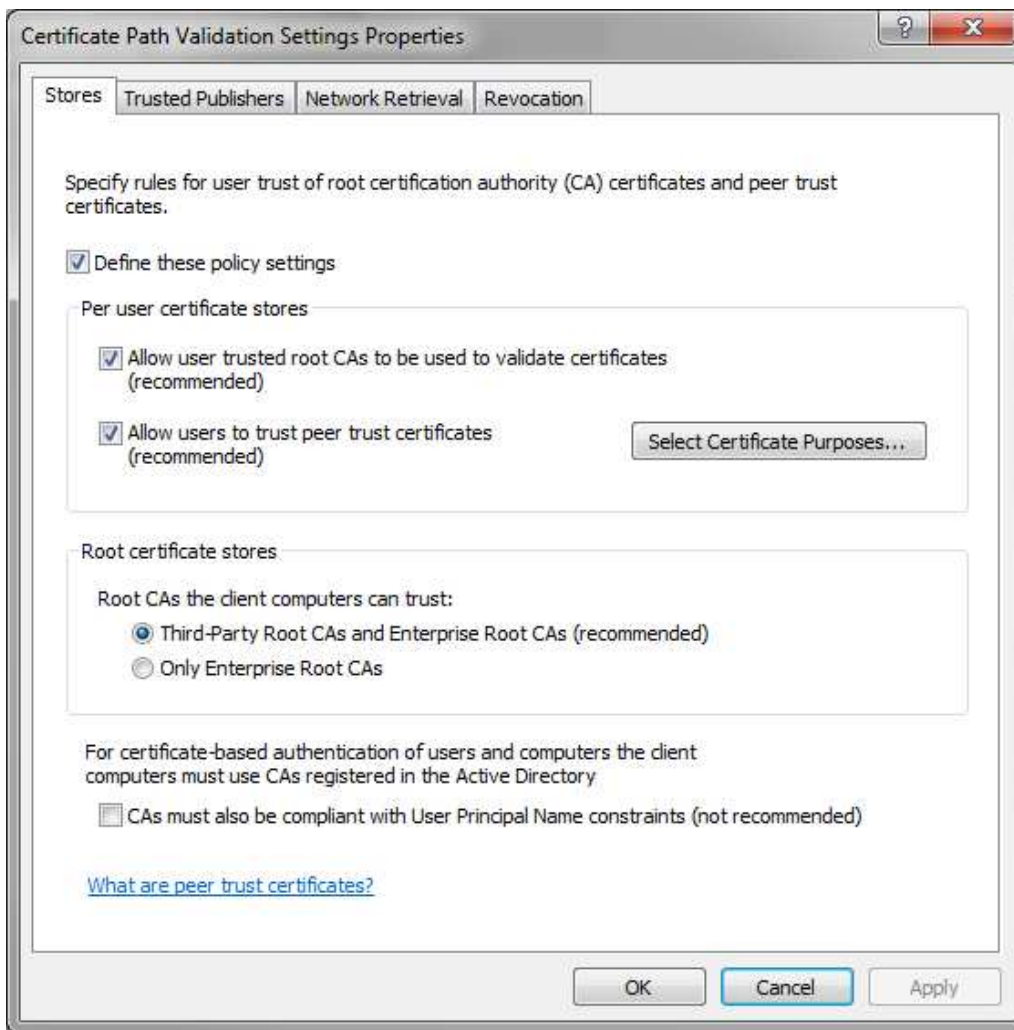 Certificate Path Validation Settings Properties
Stores
Trusted Publishers
Network Retrieval
Revocation
Specify rules for user trust of root certification authority (CA) certificates and peer trust
certificates.
Define these policy settings
Per user certificate stores
Allow user trusted root CAs to be used to validate certificates
(recommended)
Allow users to trust peer trust certificates
(recommended)
Select Certificate Purposes...
Root certificate stores
Root CAs the client computers can trust:
Third-Party Root CAs and Enterprise Root CAs (recommended)
Only Enterprise Root CAs
For certificate-based authentication of users and computers the client
computers must use CAs registered in the Active Directory
CAs must also be compliant with User Principal Name constraints (not recommended)
What are peer trust certificates?
OK
Cancel
Apply